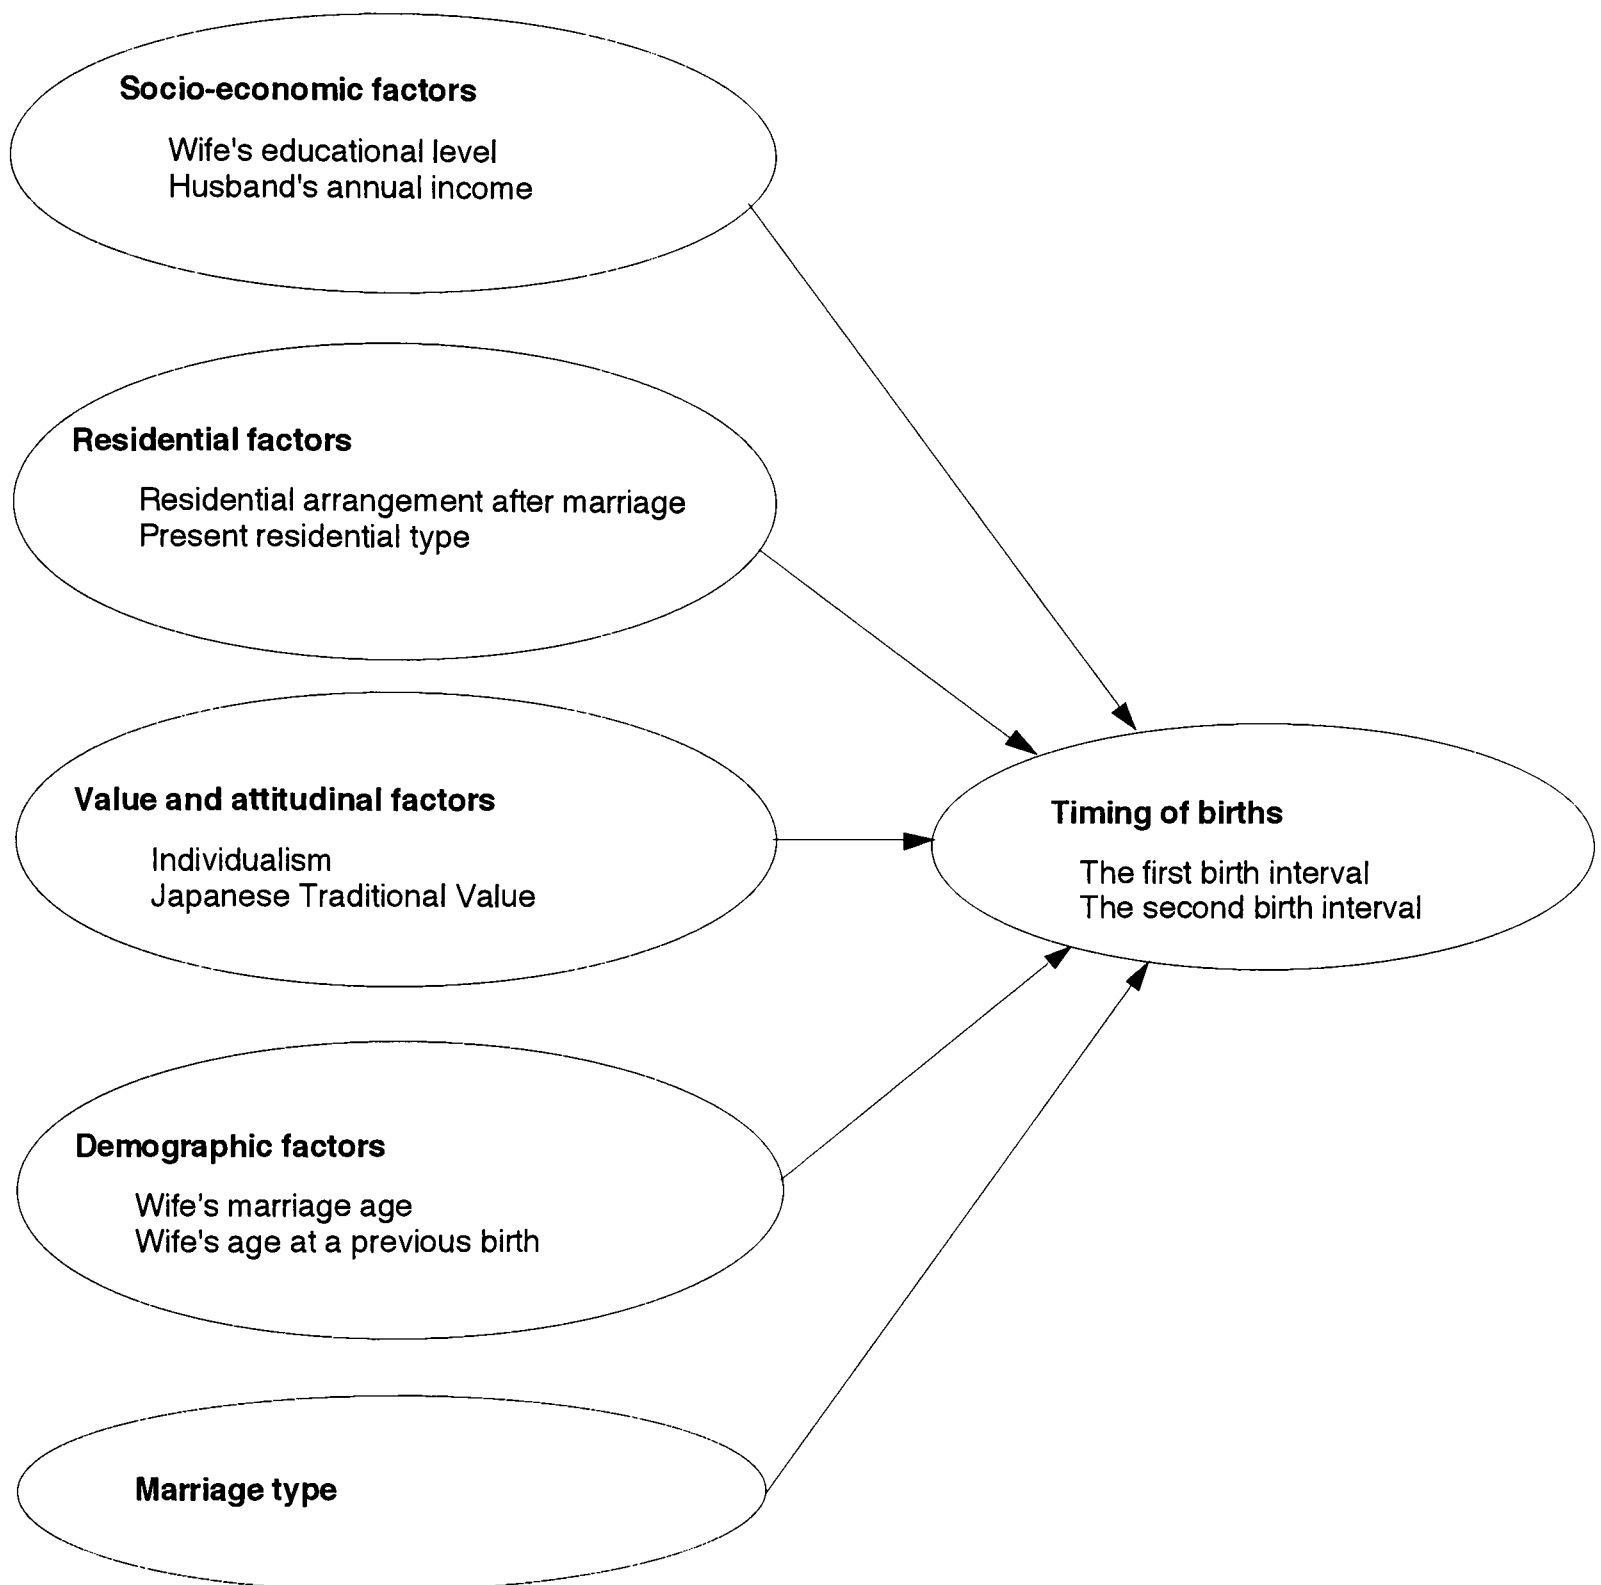 Socio-economic factors
Wife's educational level
Husband's annual income
Residential factors
Residential arrangement after marriage
Present residential type
Value and attitudinal factors
Individualism
Japanese Traditional Value
Timing of births
The first birth interval
The second birth interval
Demographic factors
Wife's marriage age
Wife's age at a previous birth
Marriage type